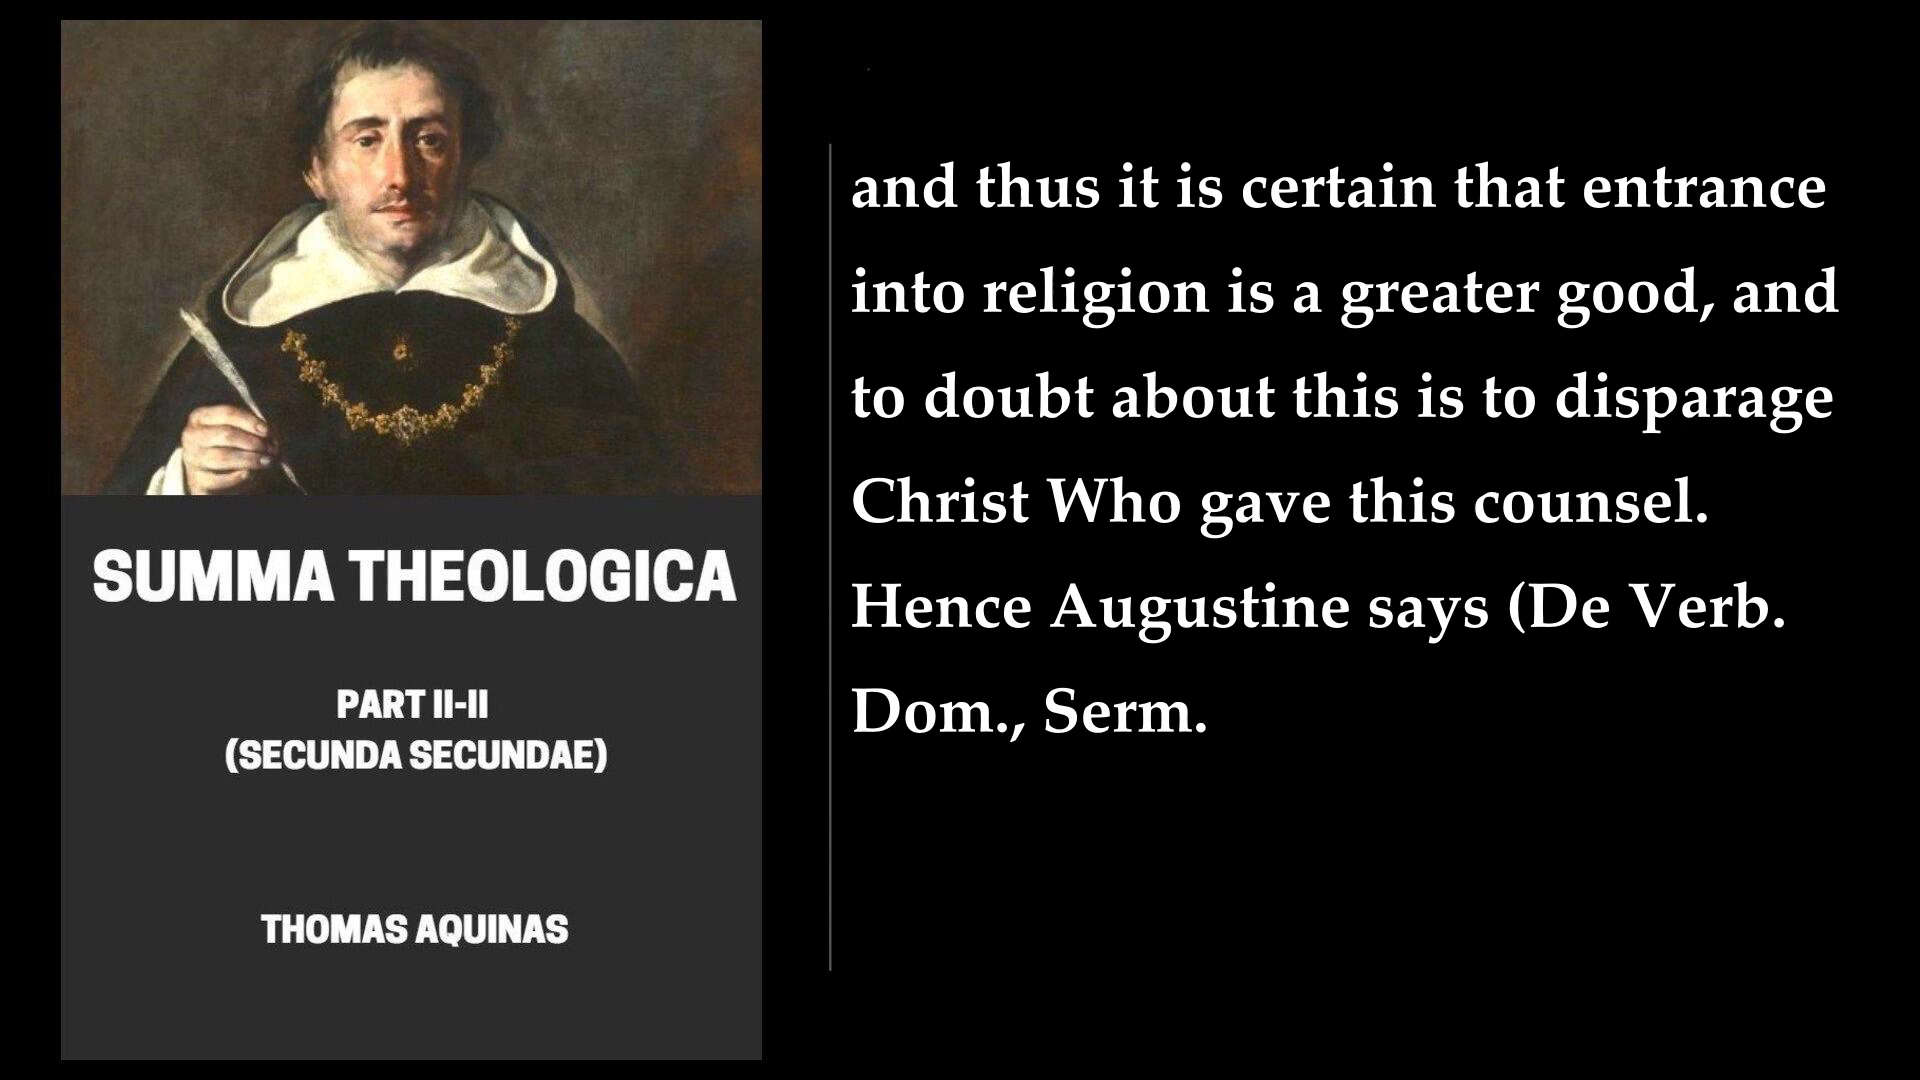 SUMMA THEOLOGICA
PART II-II
(SECUNDA SECUNDAE)
THOMAS AQUINAS
and thus it is certain that entrance
into religion is a greater good, and
to doubt about this is to disparage
Christ Who gave this counsel.
Hence Augustine says (De Verb.
Dom., Serm.